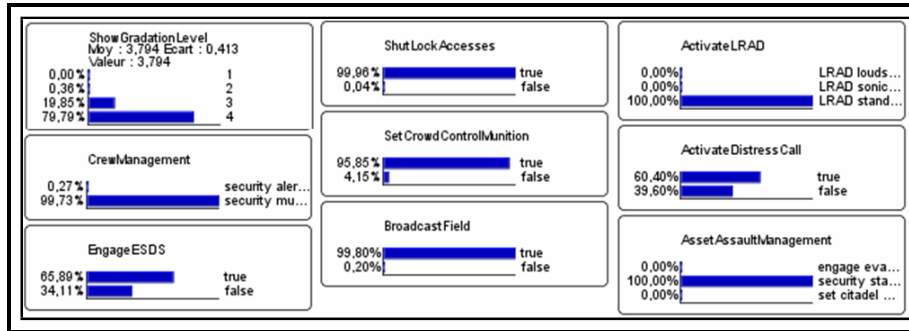 ShowGradationLevel
Moy : 3,794 Ecart : 0,413
Valeur : 3,794
0,00% 1
0,36% 2
19,85% 3
79,79% 4
CrewManagement
0,27% security aler...
99,73% security mu...
EngageESDS
65,89% true
34,11% false
ShutLockAccesses
99,96% true
0,04% false
SetCrowdControlMunition
95,85% true
4,15% false
BroadcastField
99,80% true
0,20% false
ActivateLRAD
0,00% LRAD louds...
0,00% LRAD sonic...
100,00% LRAD stand...
ActivateDistressCall
60,40% true
39,60% false
AssetAssaultManagement
0,00% engage eva...
100,00% security sta...
0,00% set citadel ...